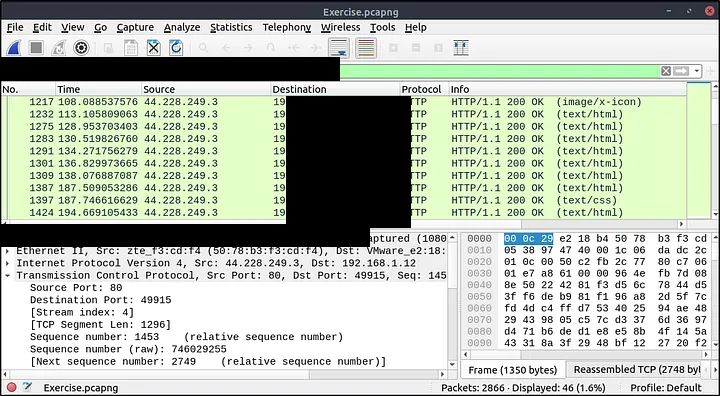 Exercise.pcapng
File Edit View Go Capture Analyze Statistics Telephony Wireless Tools Help
No. Time Source Destination Protocol Info
1217 108.088537576 44.228.249.3 19 TP HTTP/1.1 200 OK (image/x-icon)
1232 113.105809063 44.228.249.3 19 TP HTTP/1.1 200 OK (text/html)
1275 128.953703403 44.228.249.3 19 TP HTTP/1.1 200 OK (text/html)
1283 130.519826760 44.228.249.3 19 TP HTTP/1.1 200 OK (text/html)
1291 134.271756279 44.228.249.3 19 TP HTTP/1.1 200 OK (text/html)
1301 136.829973665 44.228.249.3 19 TP HTTP/1.1 200 OK (text/html)
1309 138.076887087 44.228.249.3 19 TP HTTP/1.1 200 OK (text/html)
1387 187.509053286 44.228.249.3 19 TP HTTP/1.1 200 OK (text/html)
1397 187.746616629 44.228.249.3 19 TP HTTP/1.1 200 OK (text/css)
1424 194.669105433 44.228.249.3 19 TP HTTP/1.1 200 OK (text/html)
aptured (1080
Ethernet II, Src: zte_f3:cd:f4 (50:78:b3:f3:cd:f4), Dst: VMware_e2:18:
Internet Protocol Version 4, Src: 44.228.249.3, Dst: 192.168.1.12
Transmission Control Protocol, Src Port: 80, Dst Port: 49915, Seq: 145
Source Port: 80
Destination Port: 49915
[Stream index: 4]
[TCP Segment Len: 1296]
Sequence number: 1453 (relative sequence number)
Sequence number (raw): 746029255
[Next sequence number: 2749 (relative sequence number)]
0000 00 0c 29 e2 18 b4 50 78 b3 f3 cd
0010 05 38 97 47 40 00 1c 06 da dc 2c
0020 01 0c 00 50 c2 fb 2c 77 80 c7 06
0030 01 e7 a8 61 00 00 96 4e fb 7d 08
0040 8e 50 22 42 81 f3 d5 6c 78 44 d5
0050 3f f6 de b9 81 f1 96 a8 2d 5f 7c
0060 fd 4d c4 ff d7 53 40 25 94 ae 48
0070 29 43 98 05 c5 7c d3 37 6d 36 97
0080 d4 71 b6 de d1 e8 e5 8b 4f 14 5a
0090 43 31 8a 3f 29 48 bf 12 27 20 f2
Frame (1350 bytes) Reassembled TCP (2748 byt
Exercise.pcapng Packets: 2866 · Displayed: 46 (1.6%) Profile: Default